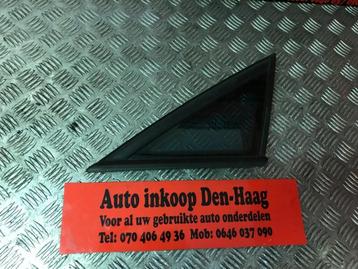 Auto inkoop Den-Haag
Voor al uw gebruikte auto onderdelen
Tel: 070 406 49 36 Mob: 0646 037 090